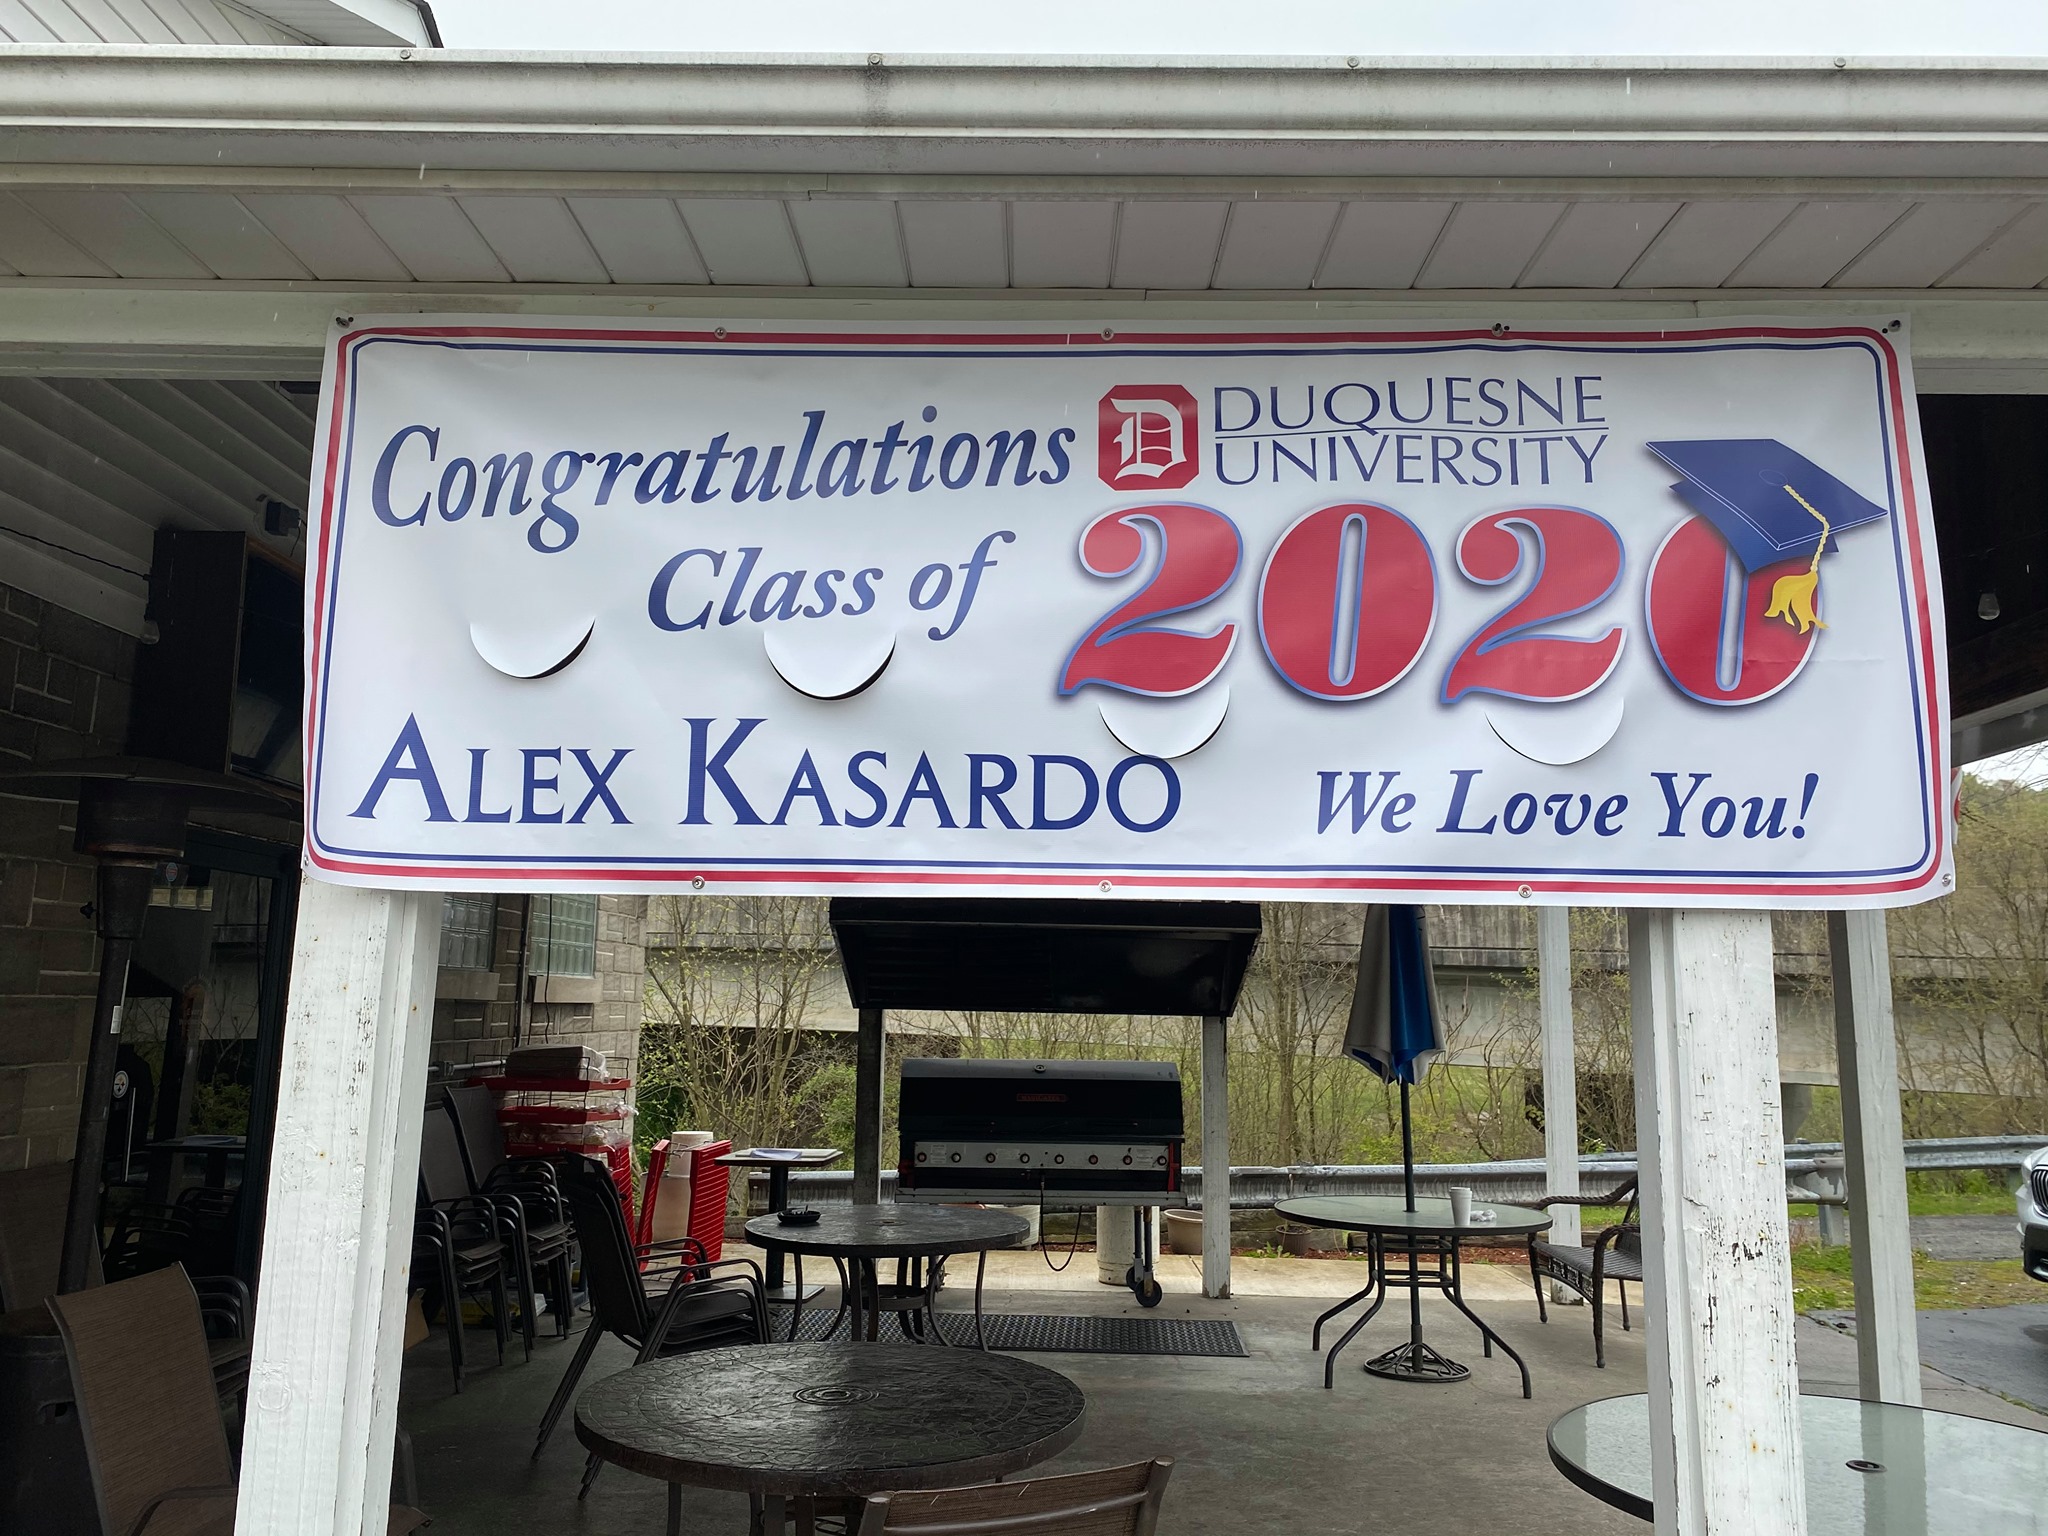 Congratulations
D DUQUESNE
UNIVERSITY
Class of 2020
ALEX KASARDO We Love You!